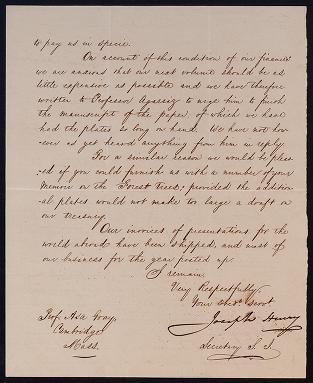 to pay us in specie.
On account of this condition of our finances
we are anxious that our next volume should be as
little expensive as possible and we have therefore
written to Professor Agassiz to urge him to finish
the manuscript of the paper, of which we have
had the plates so long on hand. We have not how-
-ever as yet heard anything from him in reply.
For a similar reason we would be pleas-
-ed if you could furnish us with a number of your
Memoir on the Forest Trees, provided the addition-
-al plates would not make too large a draft on
our treasury.
Our invoices of presentations for the
world abroad have been shipped, and most of
our business for the year posted up.
I remain
Very Respectfully,
Your Obdt. Servt
Joseph Henry
Secretary S. I.
Prof Asa Gray,
Cambridge
Mass.